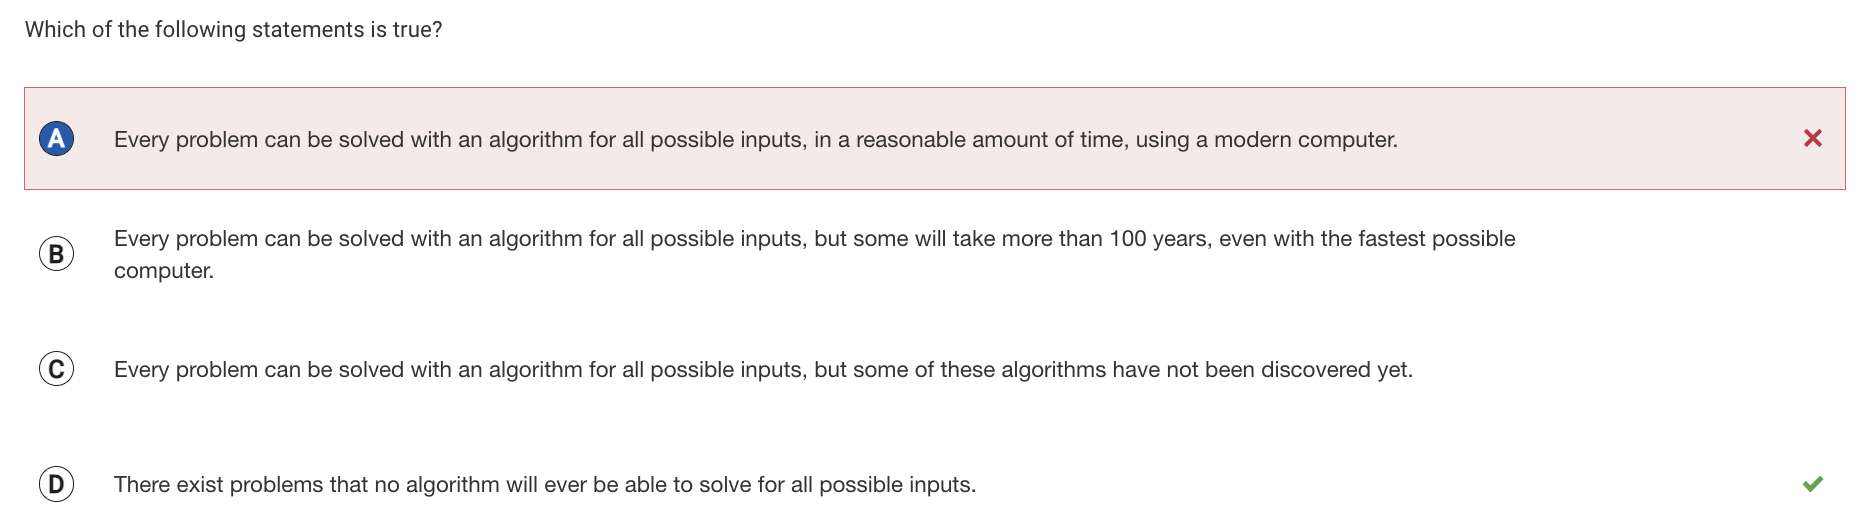 Which of the following statements is true?
A Every problem can be solved with an algorithm for all possible inputs, in a reasonable amount of time, using a modern computer.
B Every problem can be solved with an algorithm for all possible inputs, but some will take more than 100 years, even with the fastest possible
computer.
C Every problem can be solved with an algorithm for all possible inputs, but some of these algorithms have not been discovered yet.
D There exist problems that no algorithm will ever be able to solve for all possible inputs.